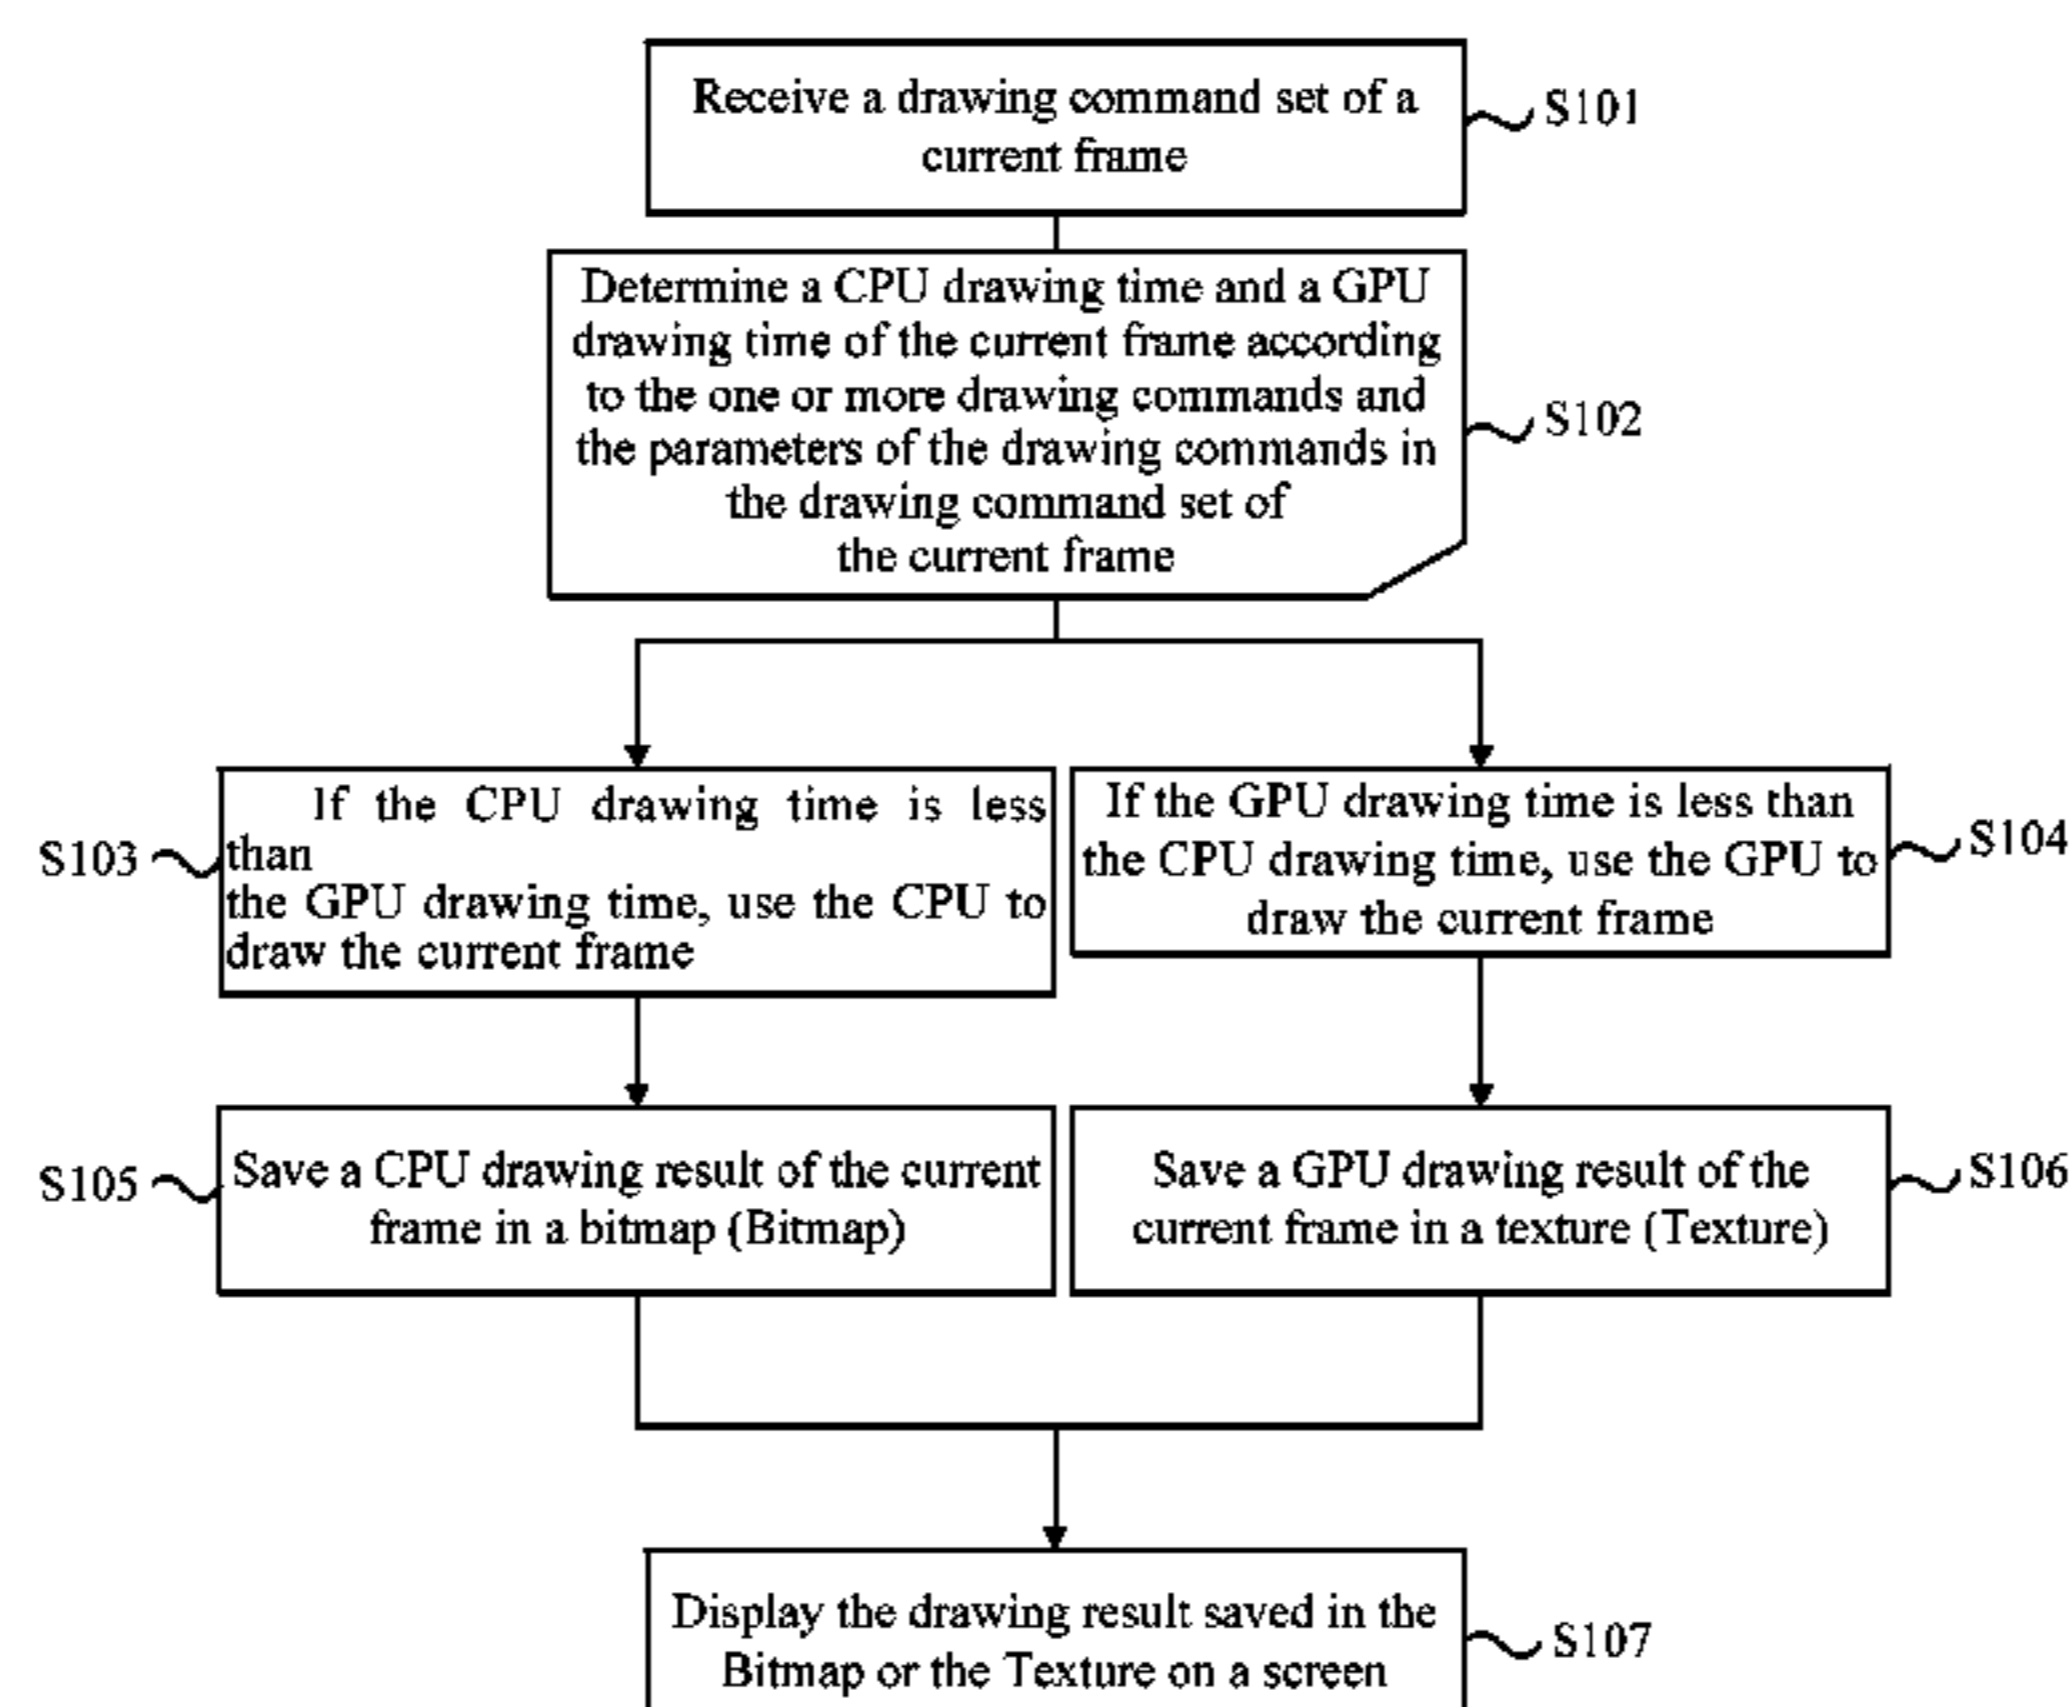 Receive a drawing command set of a
current frame
S101
Determine a CPU drawing time and a GPU
drawing time of the current frame according
to the one or more drawing commands and
the parameters of the drawing commands in
the drawing command set of
the current frame
S102
If the CPU drawing time is less
than
the GPU drawing time, use the CPU to
draw the current frame
S103
If the GPU drawing time is less than
the CPU drawing time, use the GPU to
draw the current frame
S104
Save a CPU drawing result of the current
frame in a bitmap (Bitmap)
S105
Save a GPU drawing result of the
current frame in a texture (Texture)
S106
Display the drawing result saved in the
Bitmap or the Texture on a screen
S107